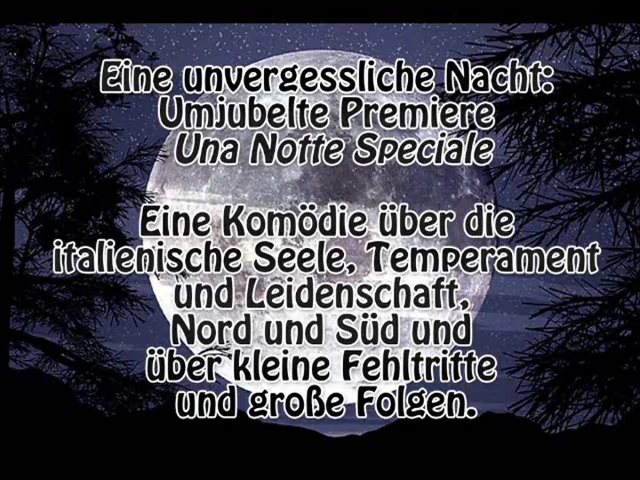 Eine unvergessliche Nacht:
Umjubelte Premiere
Una Notte Speciale
Eine Komödie über die
italienische Seele, Temperament
und Leidenschaft,
Nord und Süd und
über kleine Fehltritte
und große Folgen.